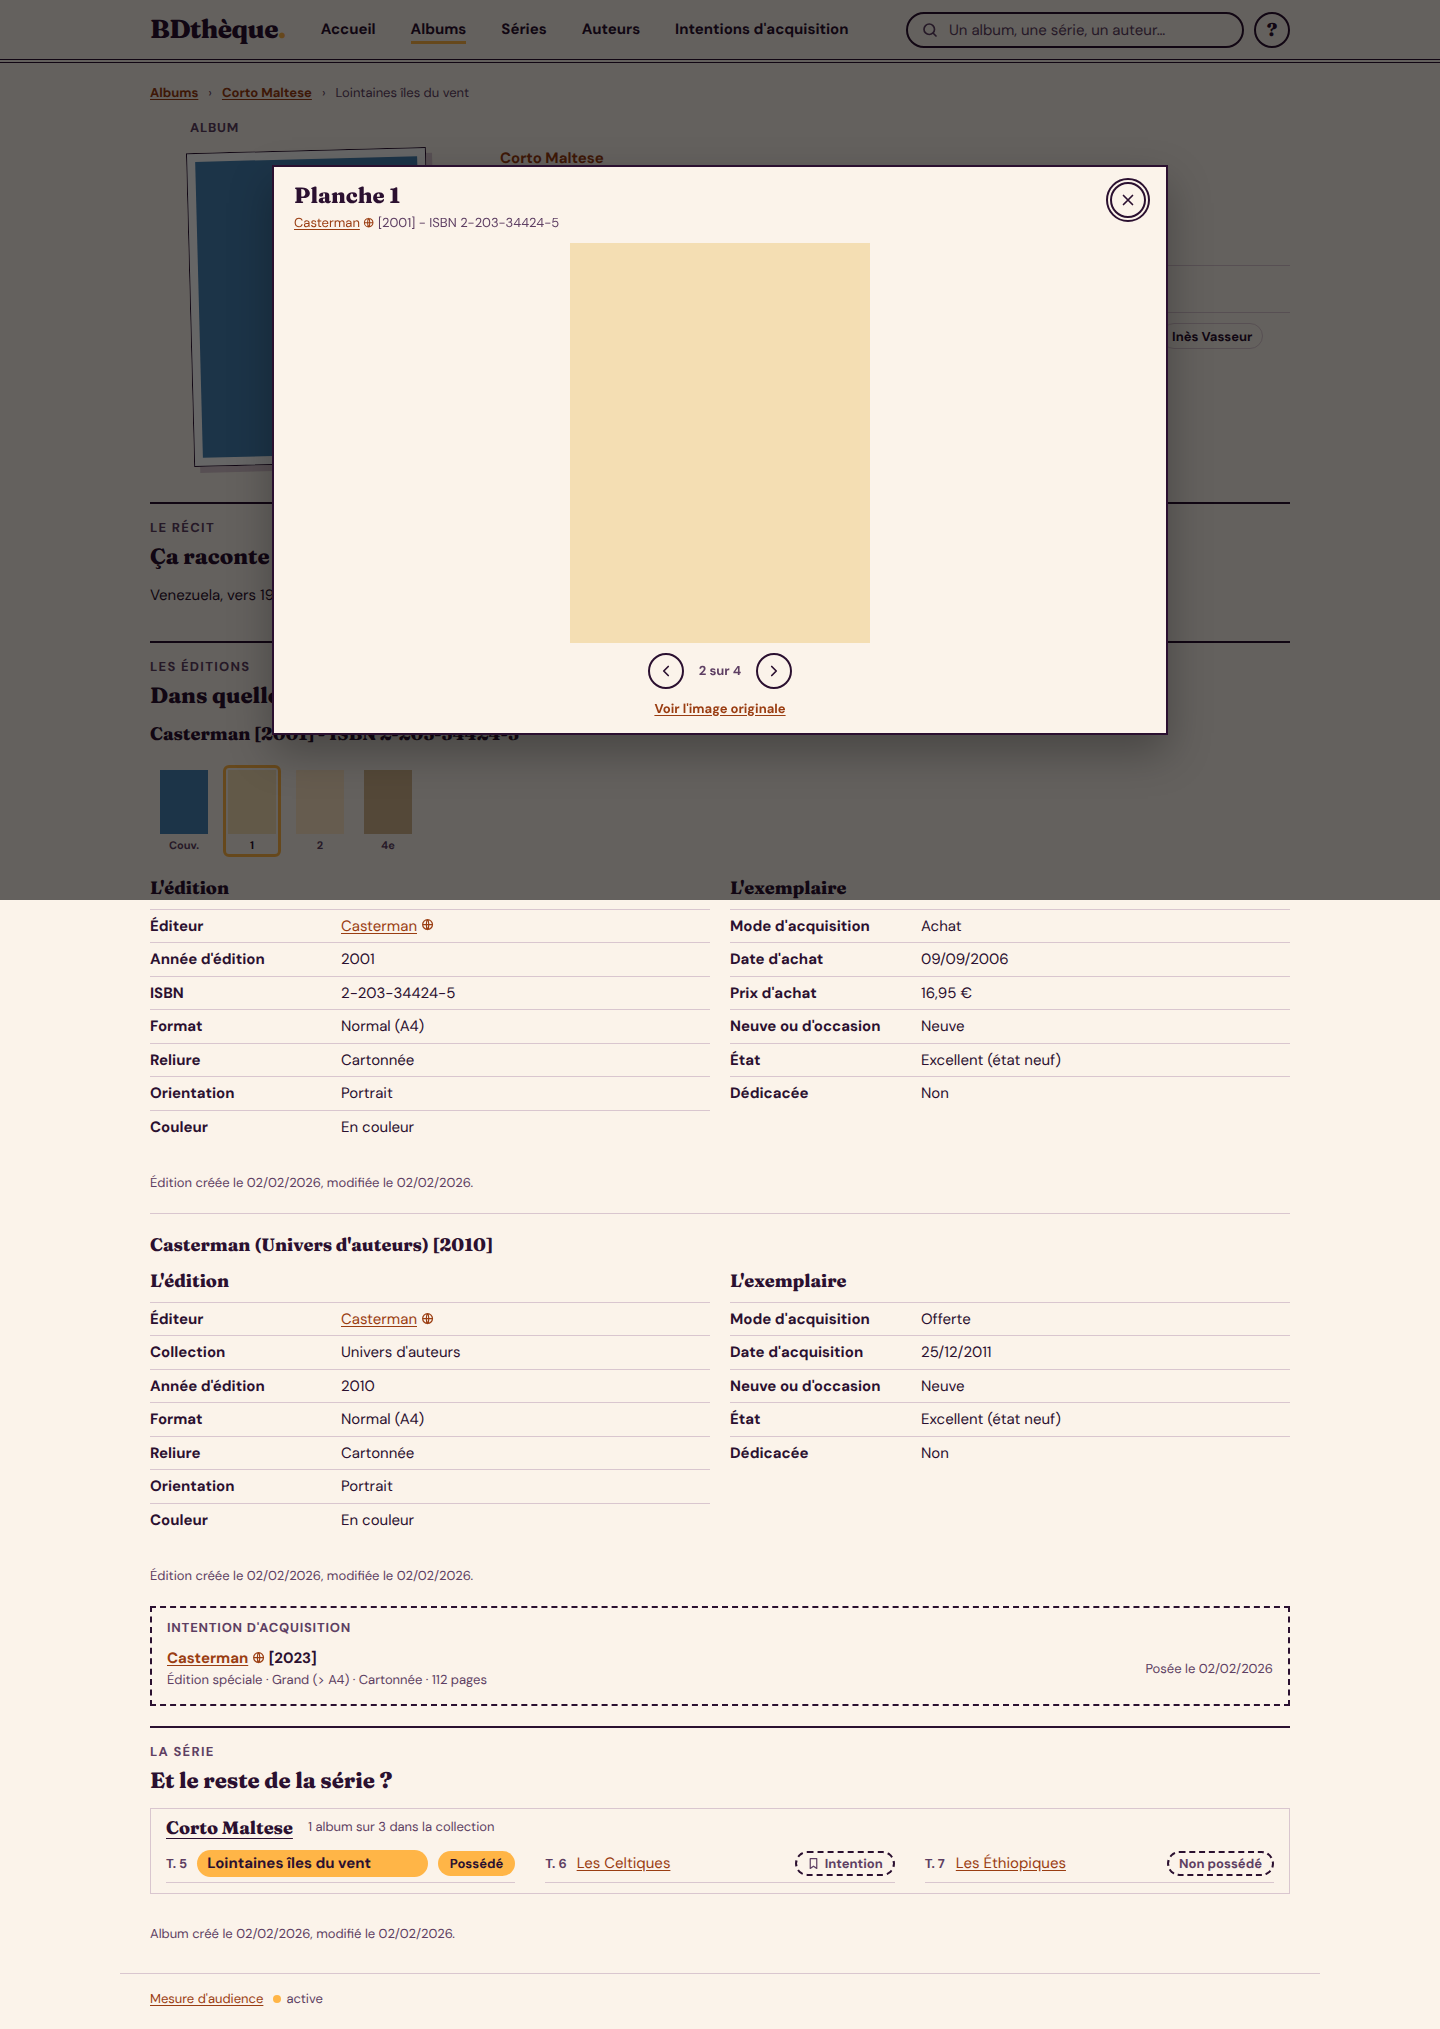 BDthèque.
Accueil Albums Séries Auteurs Intentions d'acquisition Un album, une série, un auteur... ?
Albums › Corto Maltese › Lointaines îles du vent
ALBUM
Corto Maltese
Planche 1
Casterman [2001] - ISBN 2-203-34424-5
Inès Vasseur
LE RÉCIT
Ça raconte
Venezuela, vers 19
2 sur 4
Voir l'image originale
LES ÉDITIONS
Dans quelle
Casterman [2001] - ISBN 2-203-34424-5
Couv. 1 2 4e
L'édition
Éditeur Casterman
Année d'édition 2001
ISBN 2-203-34424-5
Format Normal (A4)
Reliure Cartonnée
Orientation Portrait
Couleur En couleur
L'exemplaire
Mode d'acquisition Achat
Date d'achat 09/09/2006
Prix d'achat 16,95 €
Neuve ou d'occasion Neuve
État Excellent (état neuf)
Dédicacée Non
Édition créée le 02/02/2026, modifiée le 02/02/2026.
Casterman (Univers d'auteurs) [2010]
L'édition
Éditeur Casterman
Collection Univers d'auteurs
Année d'édition 2010
Format Normal (A4)
Reliure Cartonnée
Orientation Portrait
Couleur En couleur
L'exemplaire
Mode d'acquisition Offerte
Date d'acquisition 25/12/2011
Neuve ou d'occasion Neuve
État Excellent (état neuf)
Dédicacée Non
Édition créée le 02/02/2026, modifiée le 02/02/2026.
INTENTION D'ACQUISITION
Casterman [2023]
Édition spéciale · Grand (> A4) · Cartonnée · 112 pages
Posée le 02/02/2026
LA SÉRIE
Et le reste de la série ?
Corto Maltese 1 album sur 3 dans la collection
T. 5 Lointaines îles du vent Possédé T. 6 Les Celtiques Intention T. 7 Les Éthiopiques Non possédé
Album créé le 02/02/2026, modifié le 02/02/2026.
Mesure d'audience active